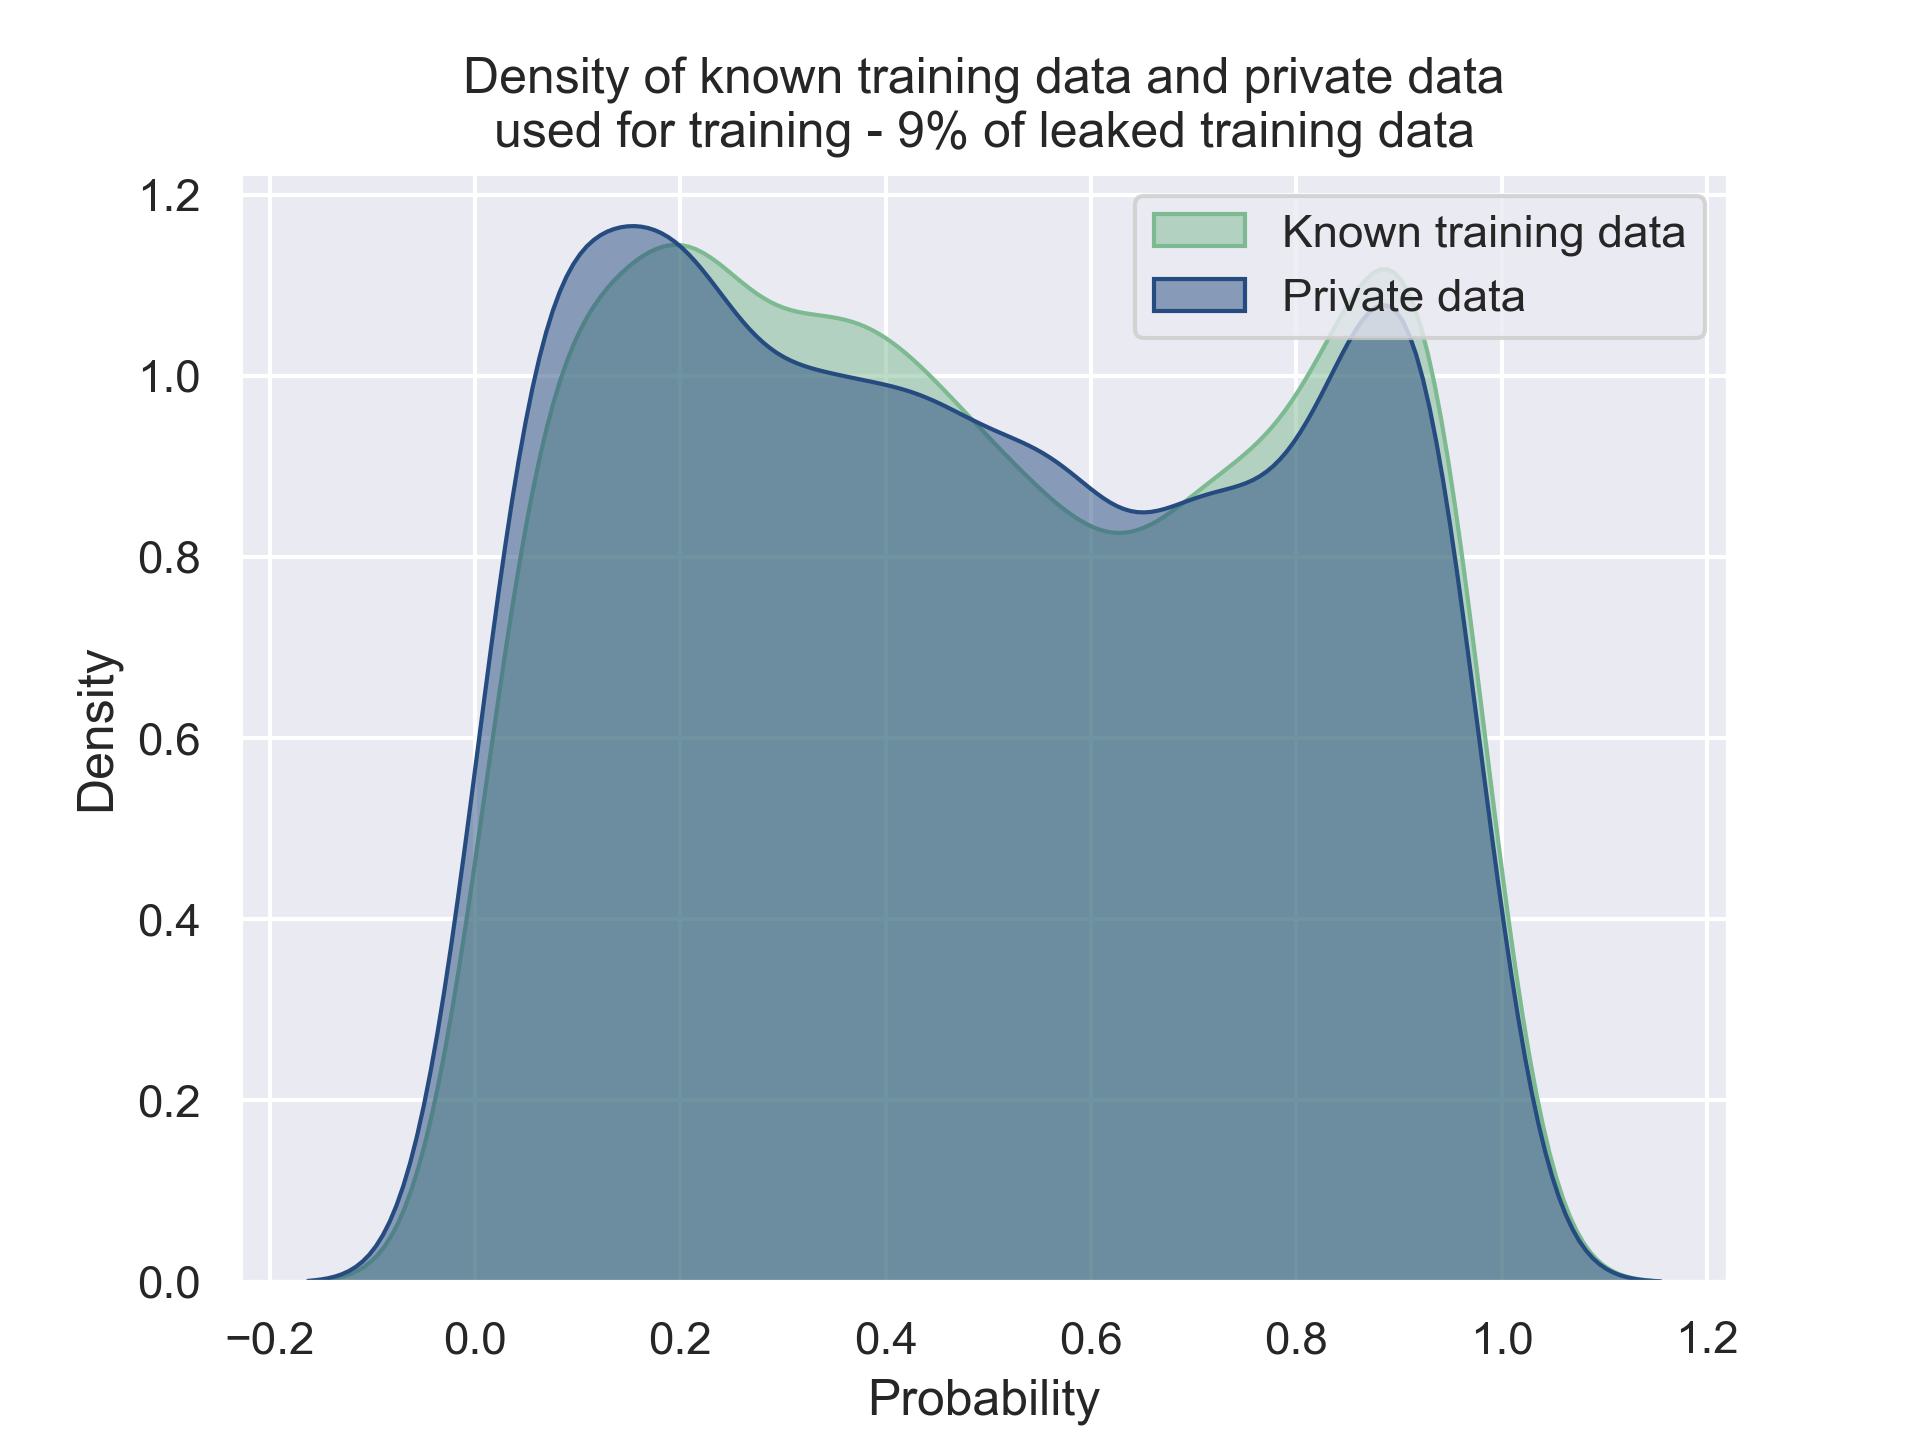 Density of known training data and private data
used for training - 9% of leaked training data
1.2
1.0
0.8
0.6
0.4
0.2
0.0
Density
Known training data
Private data
−0.2 0.0 0.2 0.4 0.6 0.8 1.0 1.2
Probability